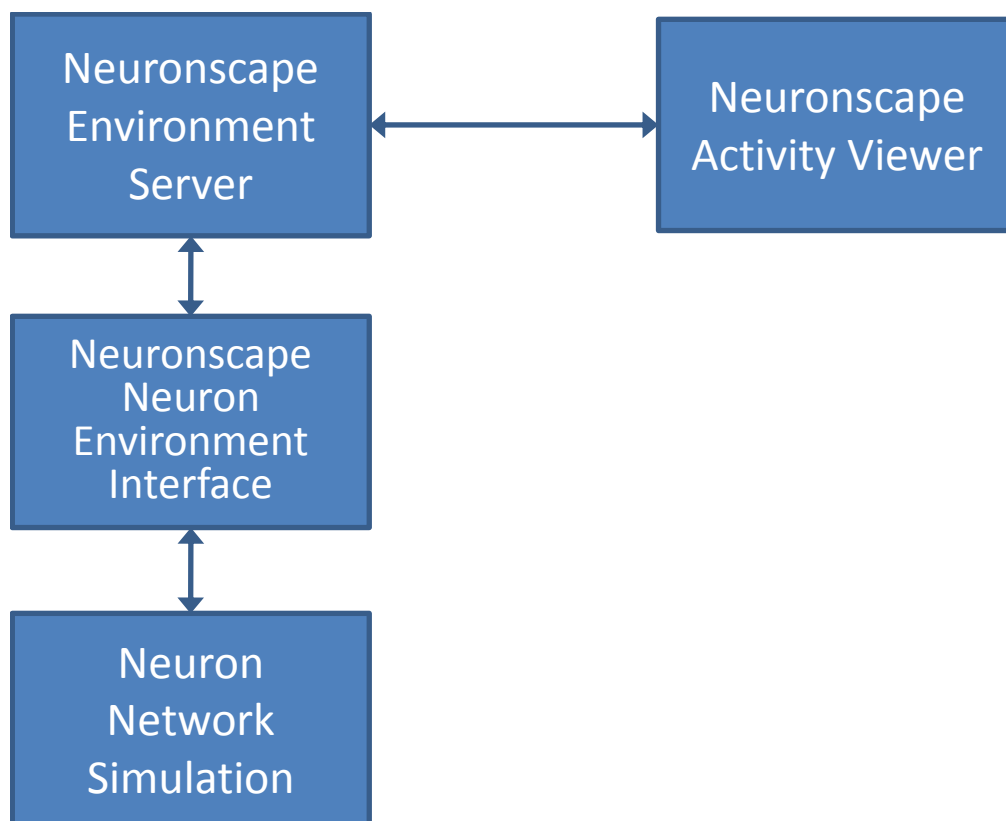 Neuronscape
Environment
Server
Neuronscape
Activity Viewer
Neuronscape
Neuron
Environment
Interface
Neuron
Network
Simulation